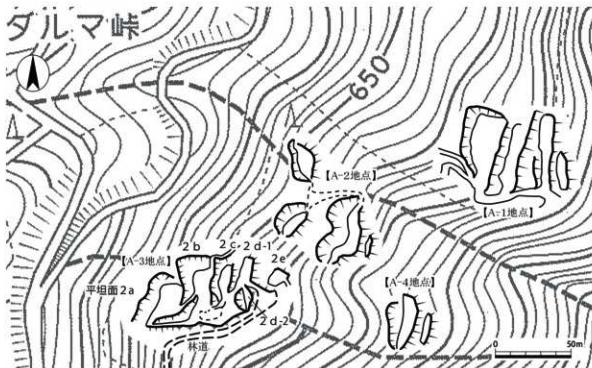 ダルマ峠
650
【A-2地点】
【A-1地点】
2b
2c
2d-1
2e
【A-3地点】
平坦面2a
【A-4地点】
2d-2
林道
0
50m